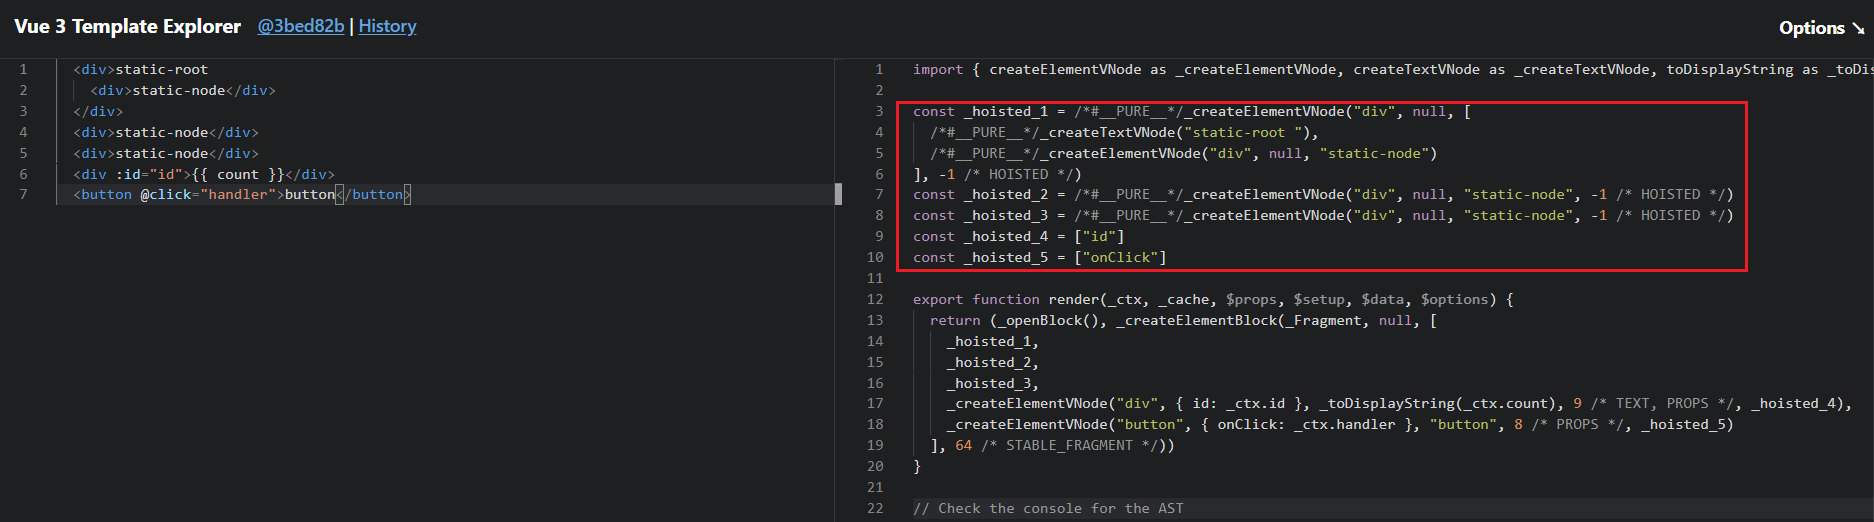 Vue 3 Template Explorer @3bed82b | History
Options ↘
1 <div>static-root
2 <div>static-node</div>
3 </div>
4 <div>static-node</div>
5 <div>static-node</div>
6 <div :id="id">{{ count }}</div>
7 <button @click="handler">button</button>
1 import { createElementVNode as _createElementVNode, createTextVNode as _createTextVNode, toDisplayString as _toDis
2
3 const _hoisted_1 = /*#__PURE__*/_createElementVNode("div", null, [
4 /*#__PURE__*/_createTextVNode("static-root "),
5 /*#__PURE__*/_createElementVNode("div", null, "static-node")
6 ], -1 /* HOISTED */)
7 const _hoisted_2 = /*#__PURE__*/_createElementVNode("div", null, "static-node", -1 /* HOISTED */)
8 const _hoisted_3 = /*#__PURE__*/_createElementVNode("div", null, "static-node", -1 /* HOISTED */)
9 const _hoisted_4 = ["id"]
10 const _hoisted_5 = ["onClick"]
11
12 export function render(_ctx, _cache, $props, $setup, $data, $options) {
13 return (_openBlock(), _createElementBlock(_Fragment, null, [
14 _hoisted_1,
15 _hoisted_2,
16 _hoisted_3,
17 _createElementVNode("div", { id: _ctx.id }, _toDisplayString(_ctx.count), 9 /* TEXT, PROPS */, _hoisted_4),
18 _createElementVNode("button", { onClick: _ctx.handler }, "button", 8 /* PROPS */, _hoisted_5)
19 ], 64 /* STABLE_FRAGMENT */))
20 }
21
22 // Check the console for the AST